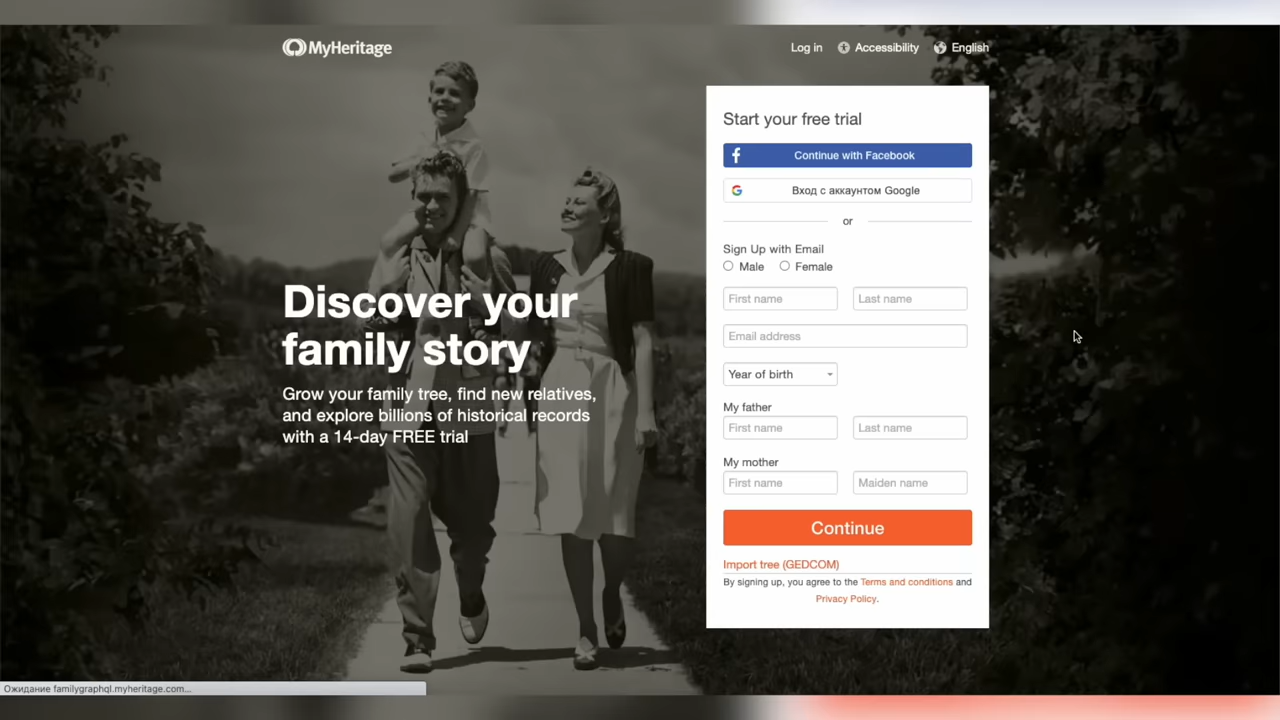 MyHeritage
Log in
Accessibility
English
Discover your
family story
Grow your family tree, find new relatives,
and explore billions of historical records
with a 14-day FREE trial
Start your free trial
Continue with Facebook
Вход с аккаунтом Google
or
Sign Up with Email
Male Female
First name Last name
Email address
Year of birth
My father
First name Last name
My mother
First name Maiden name
Continue
Import tree (GEDCOM)
By signing up, you agree to the Terms and conditions and
Privacy Policy.
Ожидание familygraphql.myheritage.com...